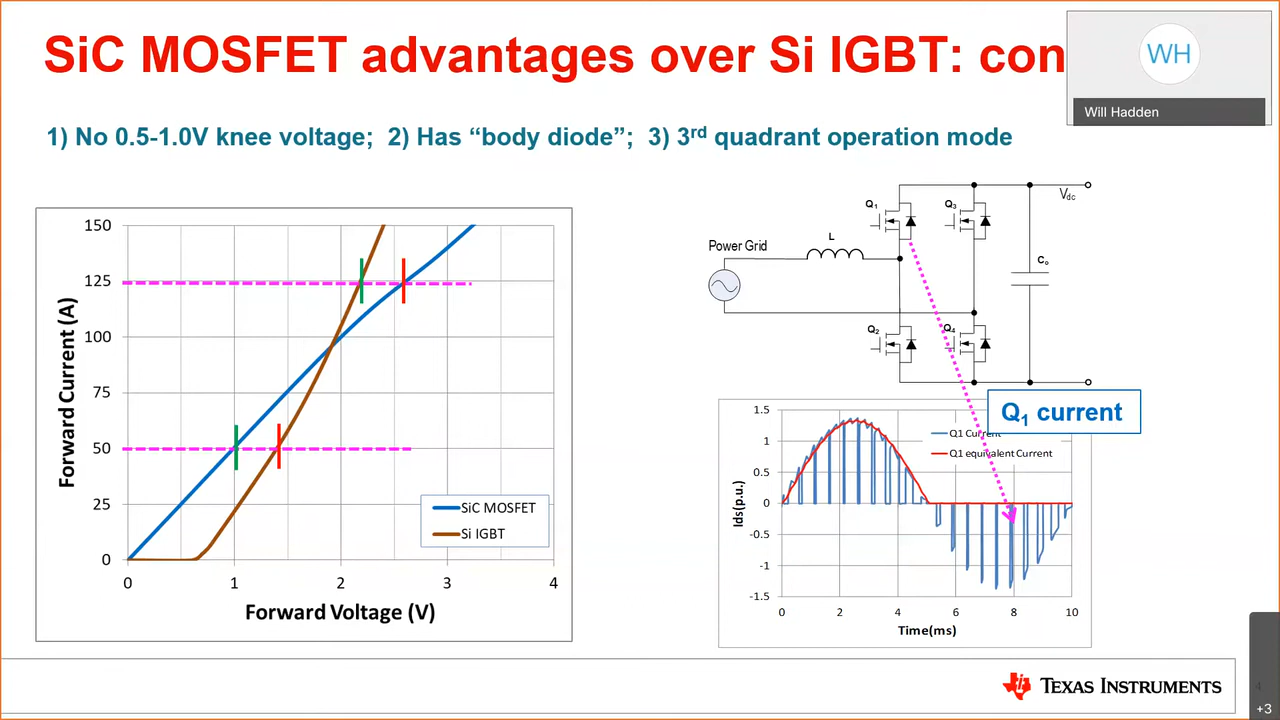 SiC MOSFET advantages over Si IGBT: con
WH
Will Hadden
1) No 0.5-1.0V knee voltage; 2) Has “body diode”; 3) 3rd quadrant operation mode
150
125
100
75
50
25
0
0
1
2
3
4
Forward Current (A)
Forward Voltage (V)
SiC MOSFET
Si IGBT
Power Grid
L
Q1
Q3
Q2
Q4
Co
Vdc
Q1 current
1.5
1
0.5
0
-0.5
-1
-1.5
0
2
4
6
8
10
Ids(p.u.)
Time(ms)
Q1 Current
Q1 equivalent Current
TEXAS INSTRUMENTS
4
+3